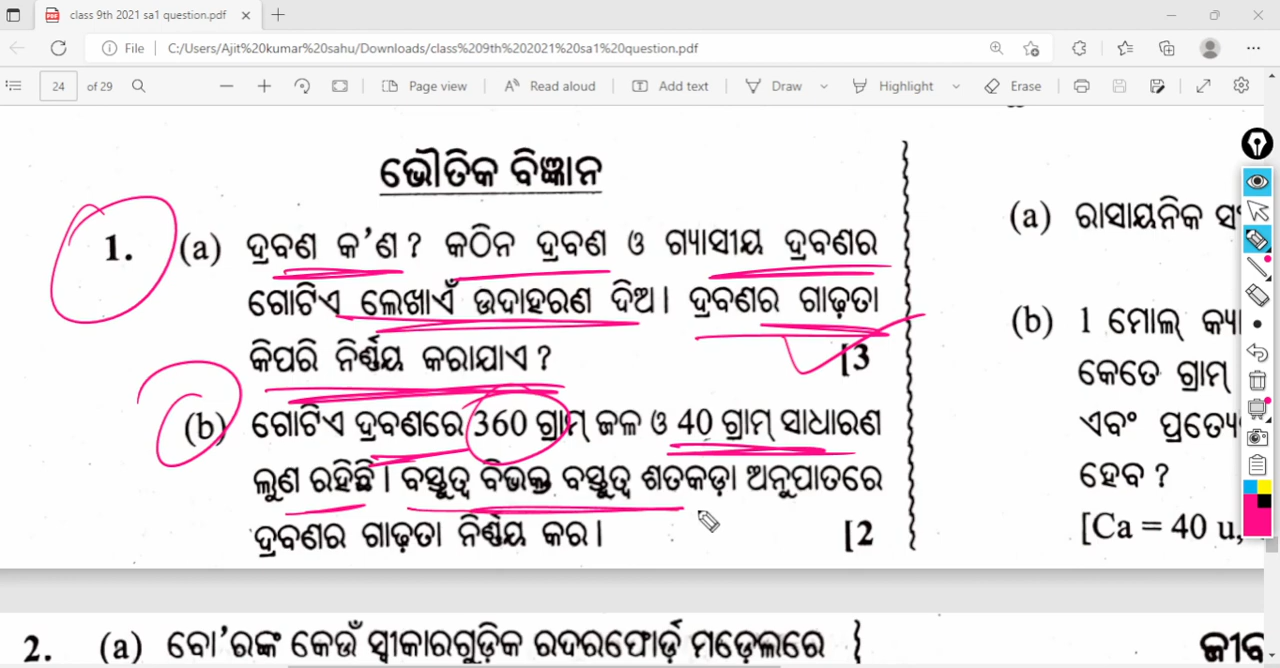 class 9th 2021 sa1 question.pdf
File
C:/Users/Ajit%20kumar%20sahu/Downloads/class%209th%202021%20sa1%20question.pdf
24 of 29
Page view
Read aloud
Add text
Draw
Highlight
Erase
ଭୌତିକ ବିଜ୍ଞାନ
1. (a) ଦ୍ରବଣ କ’ଣ ? କଠିନ ଦ୍ରବଣ ଓ ଗ୍ୟାସୀୟ ଦ୍ରବଣର
ଗୋଟିଏ ଲେଖାଏଁ ଉଦାହରଣ ଦିଅ । ଦ୍ରବଣର ଗାଢ଼ତା
କିପରି ନିର୍ଣ୍ଣୟ କରାଯାଏ ? [3
(b) ଗୋଟିଏ ଦ୍ରବଣରେ 360 ଗ୍ରାମ୍ ଜଳ ଓ 40 ଗ୍ରାମ୍ ସାଧାରଣ
ଲୁଣ ରହିଛି । ବସ୍ତୁତ୍ୱ ବିଭକ୍ତ ବସ୍ତୁତ୍ୱ ଶତକଡ଼ା ଅନୁପାତରେ
ଦ୍ରବଣର ଗାଢ଼ତା ନିର୍ଣ୍ଣୟ କର । [2
2. (a) ବୋ’ରଙ୍କ କେଉଁ ସ୍ୱୀକାରଗୁଡ଼ିକ ରଦରଫୋର୍ଡ଼ ମଡ଼େଲରେ
(a) ରାସାୟନିକ
(b) 1 ମୋଲ୍
କେତେ ଗ୍ରାମ୍
ଏବଂ
ହେବ ?
[Ca = 40 u,